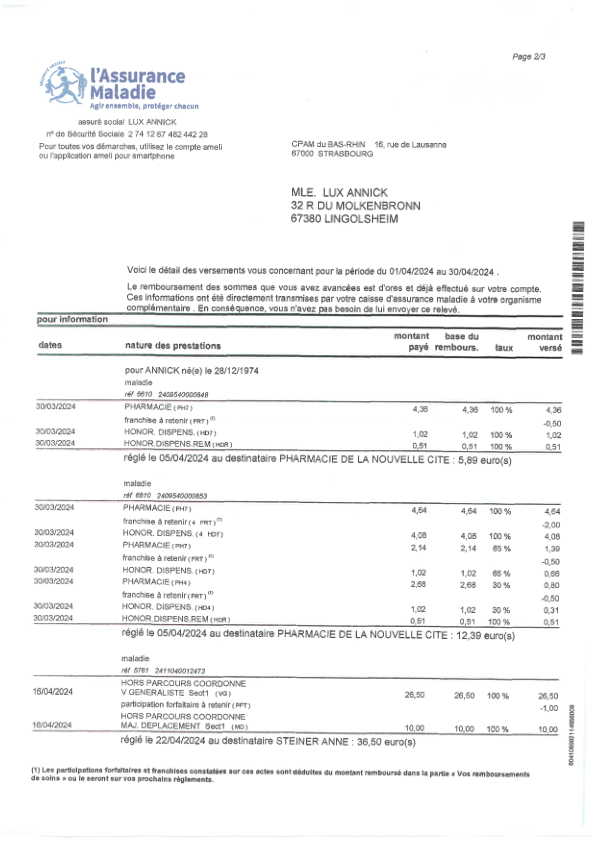 Page 2/3
SÉCURITÉ SOCIALE
l'Assurance
Maladie
Agir ensemble, protéger chacun
assuré social LUX ANNICK
n° de Sécurité Sociale 2 74 12 67 482 442 28
Pour toutes vos démarches, utilisez le compte ameli
ou l'application ameli pour smartphone
CPAM du BAS-RHIN 16, rue de Lausanne
67000 STRASBOURG
MLE. LUX ANNICK
32 R DU MOLKENBRONN
67380 LINGOLSHEIM
Voici le détail des versements vous concernant pour la période du 01/04/2024 au 30/04/2024 .
Le remboursement des sommes que vous avez avancées est d'ores et déjà effectué sur votre compte.
Ces informations ont été directement transmises par votre caisse d'assurance maladie à votre organisme
complémentaire . En conséquence, vous n'avez pas besoin de lui envoyer ce relevé.
pour information
dates nature des prestations montant payé base du rembours. taux montant versé
pour ANNICK né(e) le 28/12/1974
maladie
réf 6610 2409540000848
30/03/2024 PHARMACIE (PH7) 4,36 4,36 100 % 4,36
franchise à retenir (PRT) (1) -0,50
30/03/2024 HONOR. DISPENS. (HD7) 1,02 1,02 100 % 1,02
30/03/2024 HONOR.DISPENS.REM (HDR) 0,51 0,51 100 % 0,51
réglé le 05/04/2024 au destinataire PHARMACIE DE LA NOUVELLE CITE : 5,89 euro(s)
maladie
réf 6610 2409540000853
30/03/2024 PHARMACIE (PH7) 4,64 4,64 100 % 4,64
franchise à retenir (4 PRT) (1) -2,00
30/03/2024 HONOR. DISPENS. (4 HD7) 4,08 4,08 100 % 4,08
30/03/2024 PHARMACIE (PH7) 2,14 2,14 65 % 1,39
franchise à retenir (PRT) (1) -0,50
30/03/2024 HONOR. DISPENS. (HD7) 1,02 1,02 65 % 0,66
30/03/2024 PHARMACIE (PH4) 2,68 2,68 30 % 0,80
franchise à retenir (PRT) (1) -0,50
30/03/2024 HONOR. DISPENS. (HD4) 1,02 1,02 30 % 0,31
30/03/2024 HONOR.DISPENS.REM (HDR) 0,51 0,51 100 % 0,51
réglé le 05/04/2024 au destinataire PHARMACIE DE LA NOUVELLE CITE : 12,39 euro(s)
maladie
réf 5761 2411040012473
HORS PARCOURS COORDONNE
16/04/2024 V GENERALISTE Sect1 (VG) 26,50 26,50 100 % 26,50
participation forfaitaire à retenir (PFT) -1,00
HORS PARCOURS COORDONNE
16/04/2024 MAJ. DEPLACEMENT Sect1 (MD) 10,00 10,00 100 % 10,00
réglé le 22/04/2024 au destinataire STEINER ANNE : 36,50 euro(s)
(1) Les participations forfaitaires et franchises constatées sur ces actes sont déduites du montant remboursé dans la partie « Vos remboursements
de soins » ou le seront sur vos prochains règlements.